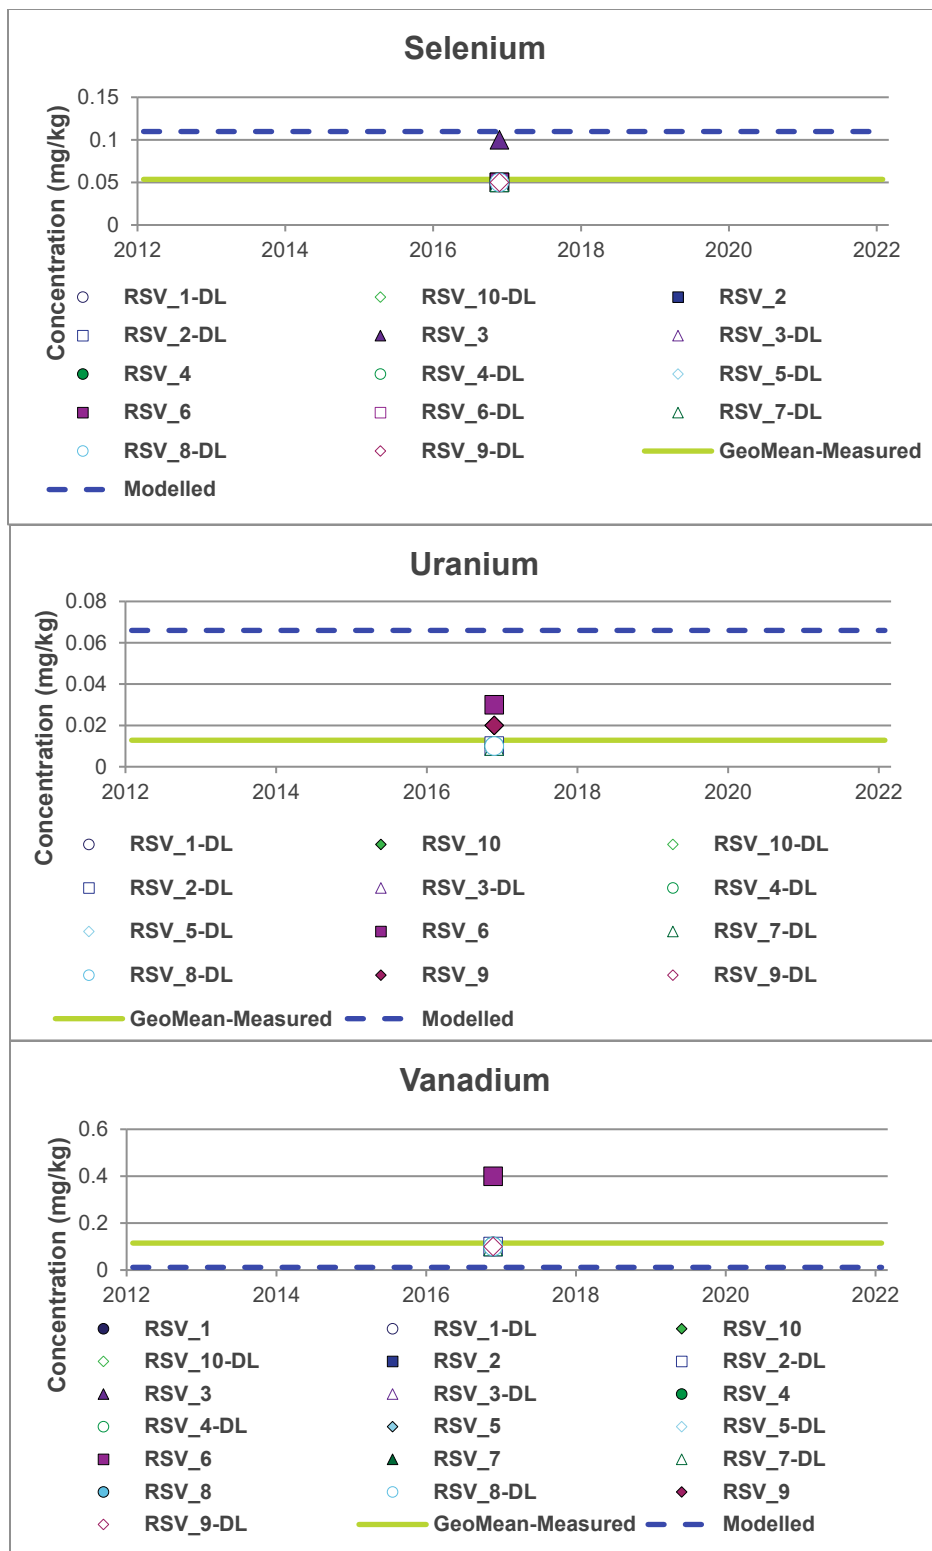 Selenium
Concentration (mg/kg)
0.15
0.1
0.05
0
2012 2014 2016 2018 2020 2022
RSV_1-DL RSV_10-DL RSV_2
RSV_2-DL RSV_3 RSV_3-DL
RSV_4 RSV_4-DL RSV_5-DL
RSV_6 RSV_6-DL RSV_7-DL
RSV_8-DL RSV_9-DL GeoMean-Measured
Modelled
Uranium
Concentration (mg/kg)
0.08
0.06
0.04
0.02
0
2012 2014 2016 2018 2020 2022
RSV_1-DL RSV_10 RSV_10-DL
RSV_2-DL RSV_3-DL RSV_4-DL
RSV_5-DL RSV_6 RSV_7-DL
RSV_8-DL RSV_9 RSV_9-DL
GeoMean-Measured Modelled
Vanadium
Concentration (mg/kg)
0.6
0.4
0.2
0
2012 2014 2016 2018 2020 2022
RSV_1 RSV_1-DL RSV_10
RSV_10-DL RSV_2 RSV_2-DL
RSV_3 RSV_3-DL RSV_4
RSV_4-DL RSV_5 RSV_5-DL
RSV_6 RSV_7 RSV_7-DL
RSV_8 RSV_8-DL RSV_9
RSV_9-DL GeoMean-Measured Modelled